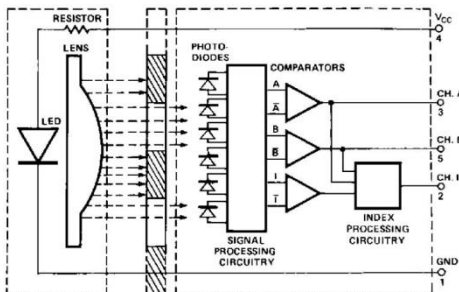 RESISTOR
LENS
LED
PHOTO-
DIODES
COMPARATORS
A
A
B
B
I
I
SIGNAL
PROCESSING
CIRCUITRY
INDEX
PROCESSING
CIRCUITRY
VCC
4
CH. A
3
CH.
5
CH. I
2
GND
1